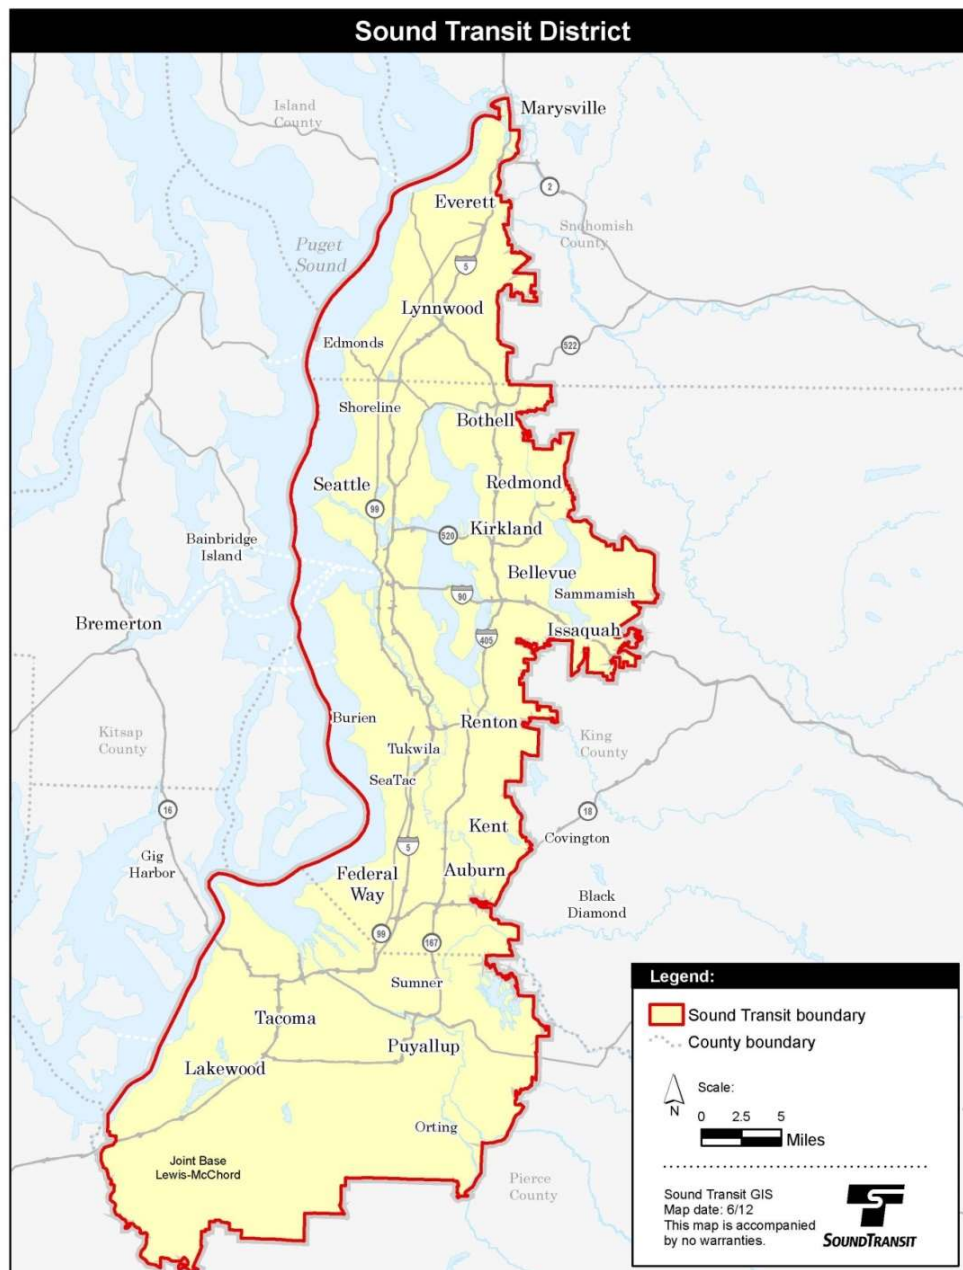 Sound Transit District
Island
County
Marysville
2
Everett
Snohomish
County
Puget
Sound
5
Lynnwood
Edmonds
522
Shoreline
Bothell
Seattle
Redmond
99
Kirkland
520
Bainbridge
Island
Bellevue
Sammamish
90
Bremerton
Issaquah
405
Burien
Renton
Kitsap
County
Tukwila
King
County
SeaTac
16
18
Kent
Covington
5
Gig
Harbor
Federal
Way
Auburn
Black
Diamond
99
167
Sumner
Tacoma
Puyallup
Lakewood
Orting
Joint Base
Lewis-McChord
Pierce
County
Legend:
Sound Transit boundary
County boundary
N
Scale:
0 2.5 5
Miles
Sound Transit GIS
Map date: 6/12
This map is accompanied
by no warranties.
SOUNDTRANSIT